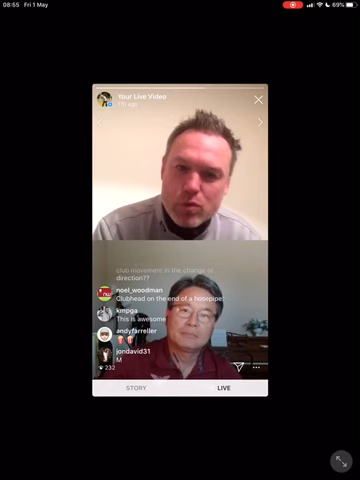 08:55 Fri 1 May
69%
Your Live Video
club movement in the change of
direction??
noel_woodman
Clubhead on the end of a hosepipe
kmpga
This is awesome
andyfarreller
jondavid31
M
232
STORY
LIVE